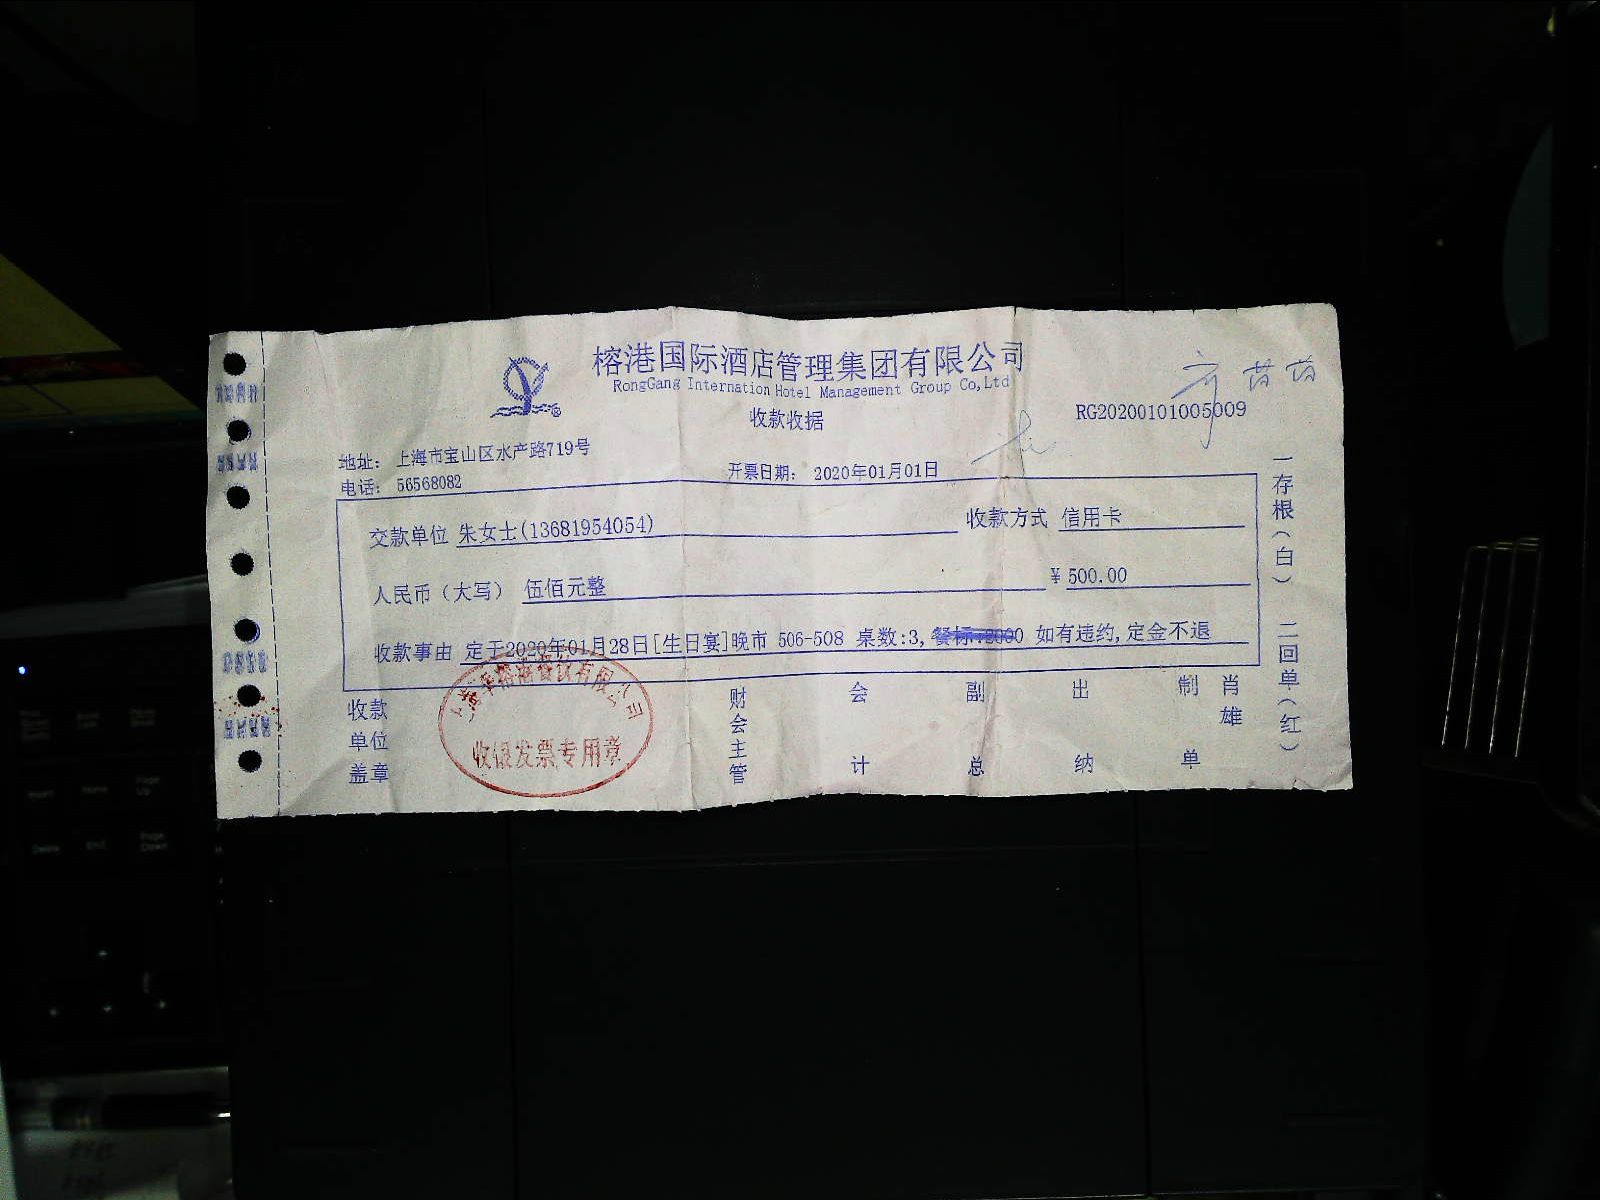 榕港国际酒店管理集团有限公司
RongGang Internation Hotel Management Group Co,Ltd
收款收据
RG20200101005009
地址: 上海市宝山区水产路719号
电话: 56568082
开票日期: 2020年01月01日
交款单位 朱女士(13681954054)
收款方式 信用卡
人民币（大写） 伍佰元整
¥ 500.00
收款事由 定于2020年01月28日[生日宴]晚市 506-508 桌数:3, 餐标:2000 如有违约,定金不退
收款单位盖章
收银发票专用章
财会主管
会计
副总
出纳
制单
肖雄
一存根(白) 二回单(红)